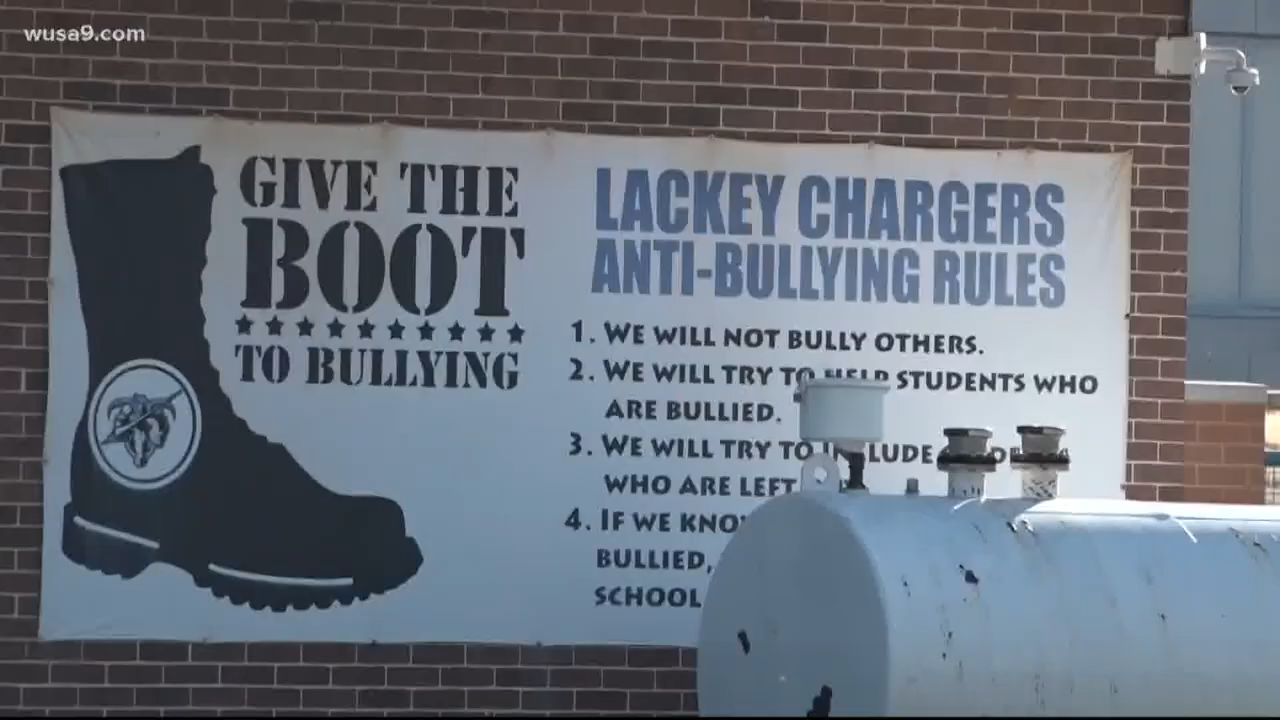 wusa9.com
GIVE THE
BOOT
TO BULLYING
LACKEY CHARGERS
ANTI-BULLYING RULES
1. WE WILL NOT BULLY OTHERS.
2. WE WILL TRY TO HELP STUDENTS WHO
ARE BULLIED.
3. WE WILL TRY TO INCLUDE
WHO ARE LEFT
4. IF WE
BULLIED,
SCHOOL